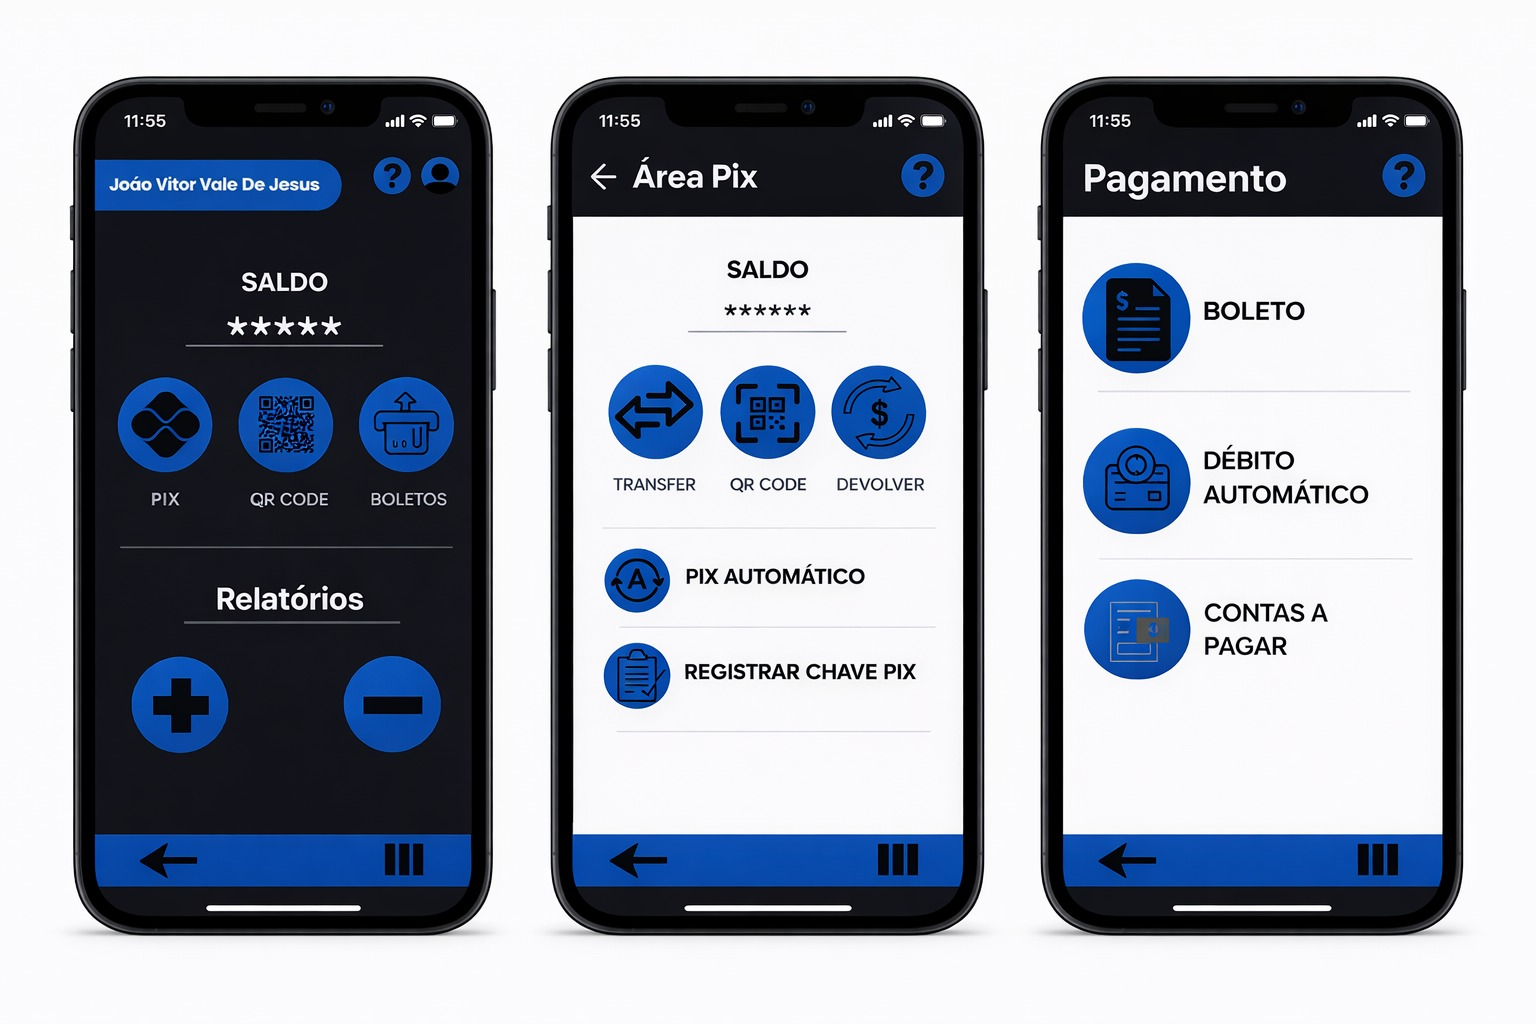 11:55
João Vitor Vale De Jesus
?
SALDO
*****
PIX
QR CODE
BOLETOS
Relatórios
11:55
Área Pix
?
SALDO
******
$
TRANSFER
QR CODE
DEVOLVER
A
PIX AUTOMÁTICO
REGISTRAR CHAVE PIX
11:55
Pagamento
?
$
BOLETO
DÉBITO
AUTOMÁTICO
CONTAS A
PAGAR